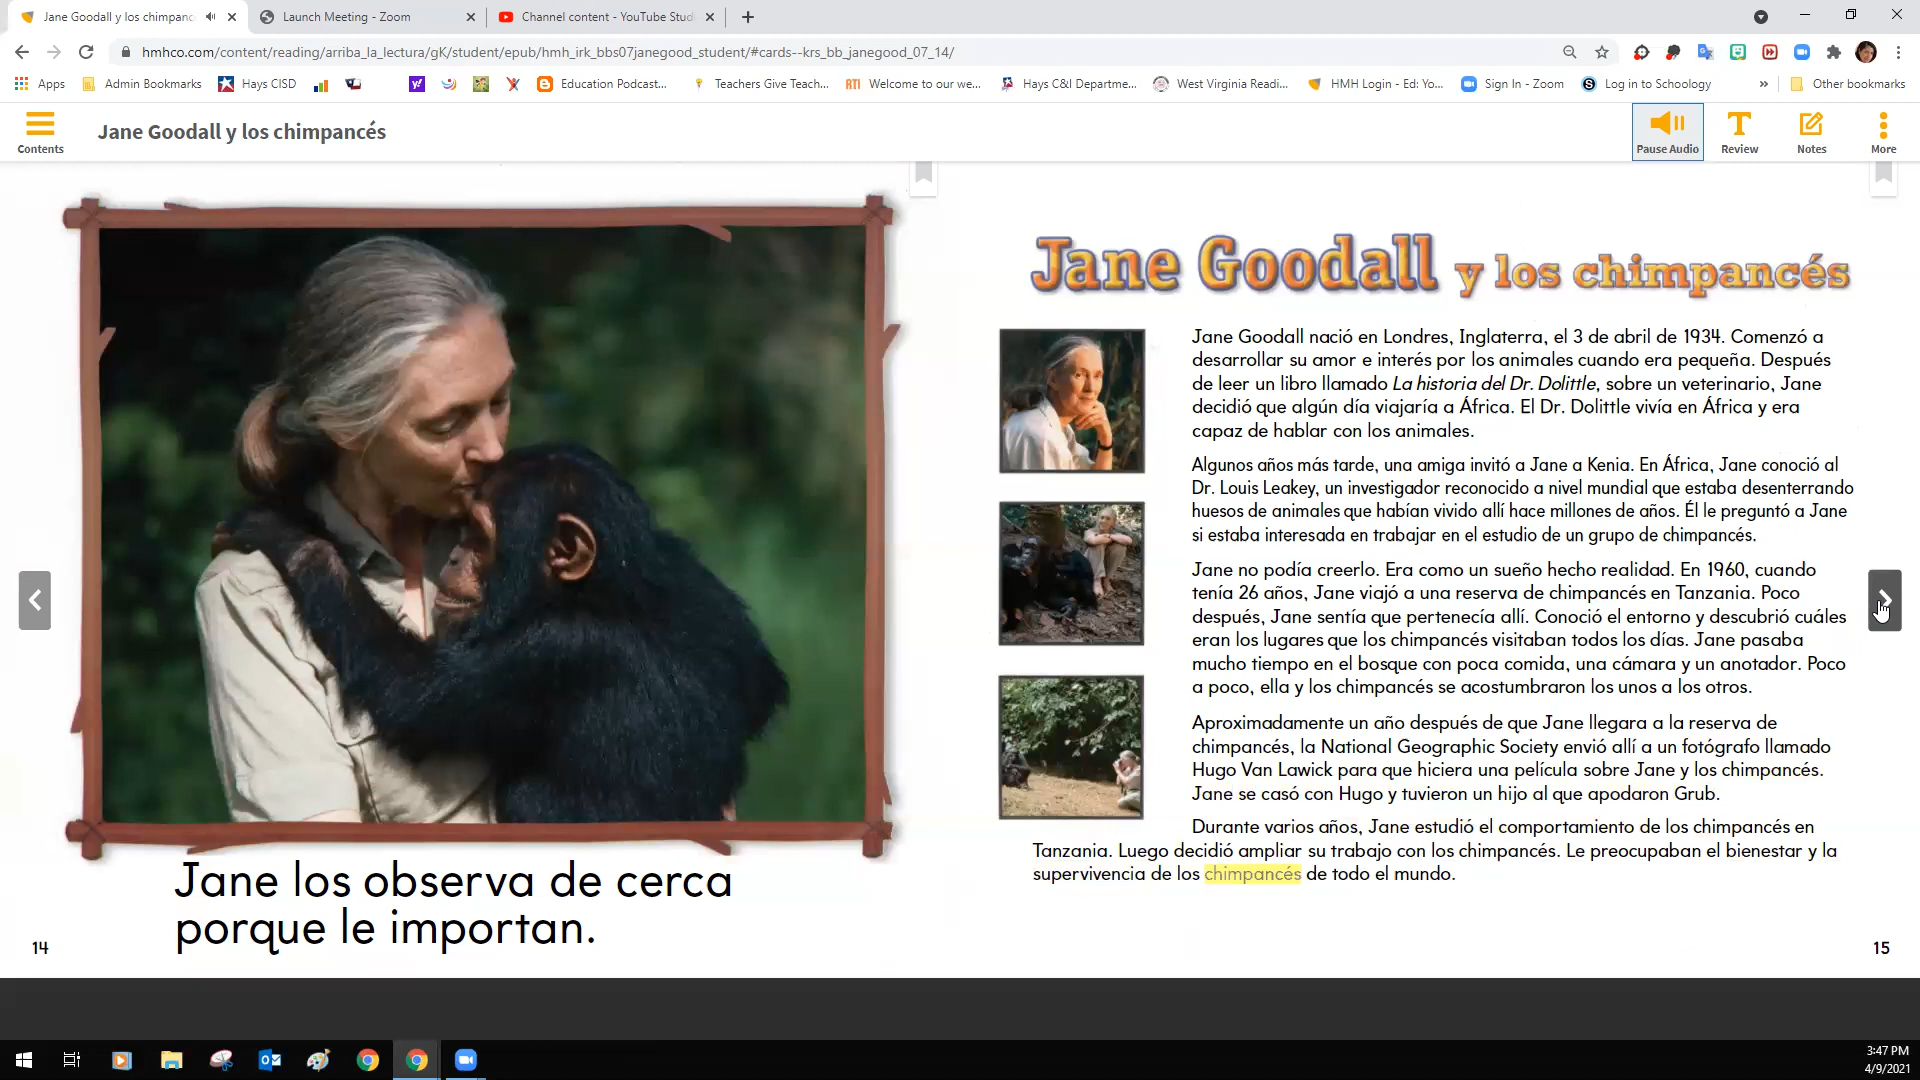 Jane Goodall y los chimpanc
Launch Meeting - Zoom
Channel content - YouTube Stud
hmhco.com/content/reading/arriba_la_lectura/gK/student/epub/hmh_irk_bbs07janegood_student/#cards--krs_bb_janegood_07_14/
Apps Admin Bookmarks Hays CISD Education Podcast... Teachers Give Teach... RTI Welcome to our we... Hays C&I Departme... West Virginia Readi... HMH Login - Ed: Yo... Sign In - Zoom Log in to Schoology » Other bookmarks
Contents
Jane Goodall y los chimpancés
Pause Audio Review Notes More
Jane los observa de cerca
porque le importan.
14
Jane Goodall y los chimpancés
Jane Goodall nació en Londres, Inglaterra, el 3 de abril de 1934. Comenzó a
desarrollar su amor e interés por los animales cuando era pequeña. Después
de leer un libro llamado La historia del Dr. Dolittle, sobre un veterinario, Jane
decidió que algún día viajaría a África. El Dr. Dolittle vivía en África y era
capaz de hablar con los animales.
Algunos años más tarde, una amiga invitó a Jane a Kenia. En África, Jane conoció al
Dr. Louis Leakey, un investigador reconocido a nivel mundial que estaba desenterrando
huesos de animales que habían vivido allí hace millones de años. Él le preguntó a Jane
si estaba interesada en trabajar en el estudio de un grupo de chimpancés.
Jane no podía creerlo. Era como un sueño hecho realidad. En 1960, cuando
tenía 26 años, Jane viajó a una reserva de chimpancés en Tanzania. Poco
después, Jane sentía que pertenecía allí. Conoció el entorno y descubrió cuáles
eran los lugares que los chimpancés visitaban todos los días. Jane pasaba
mucho tiempo en el bosque con poca comida, una cámara y un anotador. Poco
a poco, ella y los chimpancés se acostumbraron los unos a los otros.
Aproximadamente un año después de que Jane llegara a la reserva de
chimpancés, la National Geographic Society envió allí a un fotógrafo llamado
Hugo Van Lawick para que hiciera una película sobre Jane y los chimpancés.
Jane se casó con Hugo y tuvieron un hijo al que apodaron Grub.
Durante varios años, Jane estudió el comportamiento de los chimpancés en
Tanzania. Luego decidió ampliar su trabajo con los chimpancés. Le preocupaban el bienestar y la
supervivencia de los chimpancés de todo el mundo.
15
3:47 PM
4/9/2021